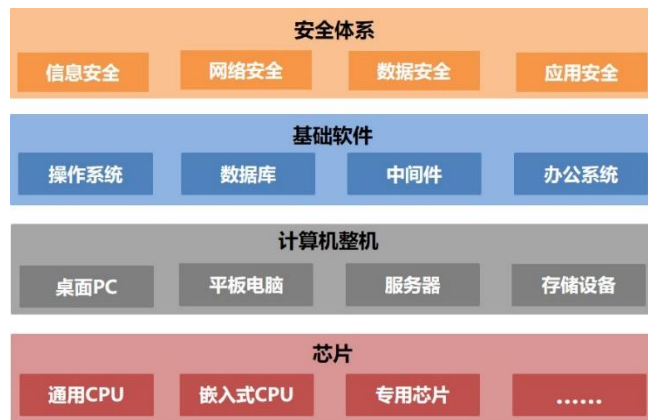 安全体系
信息安全 网络安全 数据安全 应用安全
基础软件
操作系统 数据库 中间件 办公系统
计算机整机
桌面PC 平板电脑 服务器 存储设备
芯片
通用CPU 嵌入式CPU 专用芯片 ......